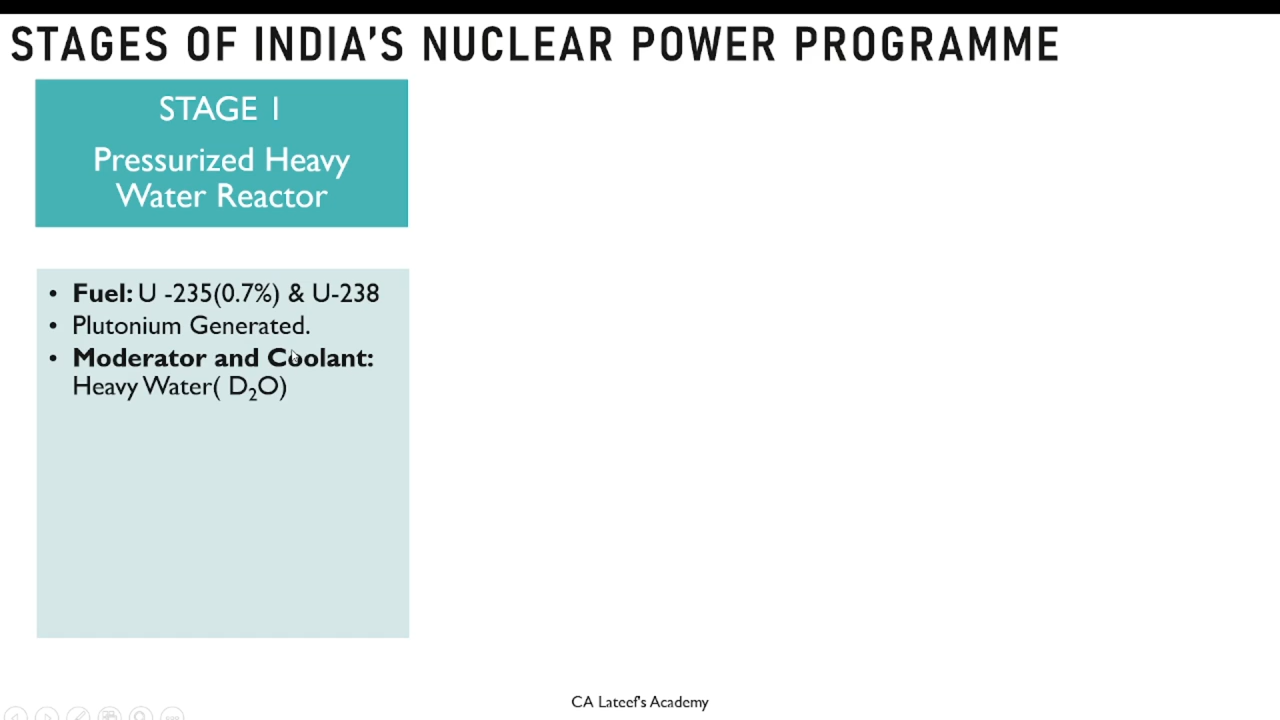 STAGES OF INDIA'S NUCLEAR POWER PROGRAMME
STAGE 1
Pressurized Heavy
Water Reactor
• Fuel: U -235(0.7%) & U-238
• Plutonium Generated.
• Moderator and Coolant:
Heavy Water( D₂O)
CA Lateef's Academy